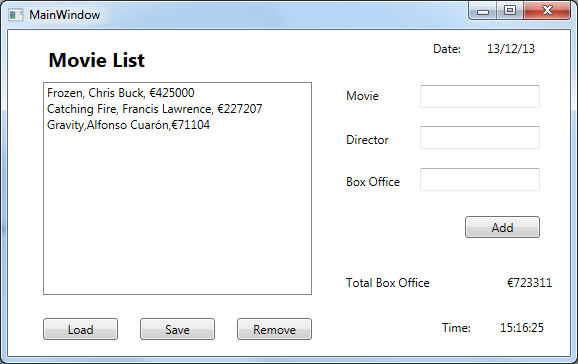 MainWindow
Date: 13/12/13
Movie List
Frozen, Chris Buck, €425000
Catching Fire, Francis Lawrence, €227207
Gravity,Alfonso Cuarón,€71104
Movie
Director
Box Office
Add
Total Box Office €723311
Load Save Remove
Time: 15:16:25